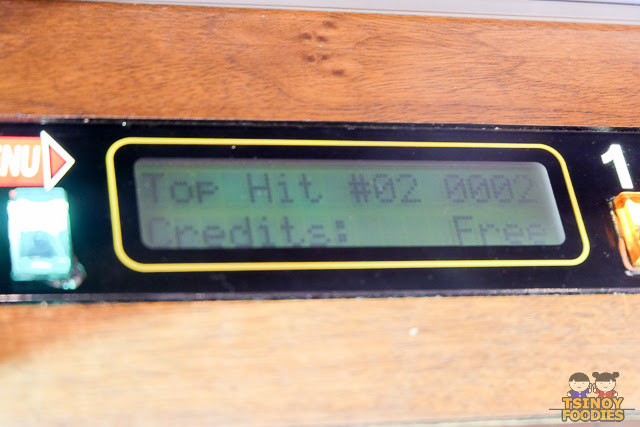 NU
Top Hit #02 0002
Credits: Free
1
TSINOY
FOODIES